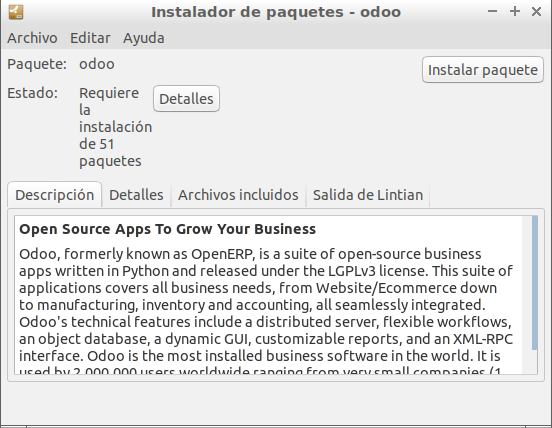 Instalador de paquetes - odoo
Archivo Editar Ayuda
Paquete: odoo
Instalar paquete
Estado: Requiere
la
instalación
de 51
paquetes
Detalles
Descripción Detalles Archivos incluidos Salida de Lintian
Open Source Apps To Grow Your Business
Odoo, formerly known as OpenERP, is a suite of open-source business
apps written in Python and released under the LGPLv3 license. This suite of
applications covers all business needs, from Website/Ecommerce down
to manufacturing, inventory and accounting, all seamlessly integrated.
Odoo's technical features include a distributed server, flexible workflows,
an object database, a dynamic GUI, customizable reports, and an XML-RPC
interface. Odoo is the most installed business software in the world. It is
used by 2.000.000 users worldwide ranging from very small companies (1